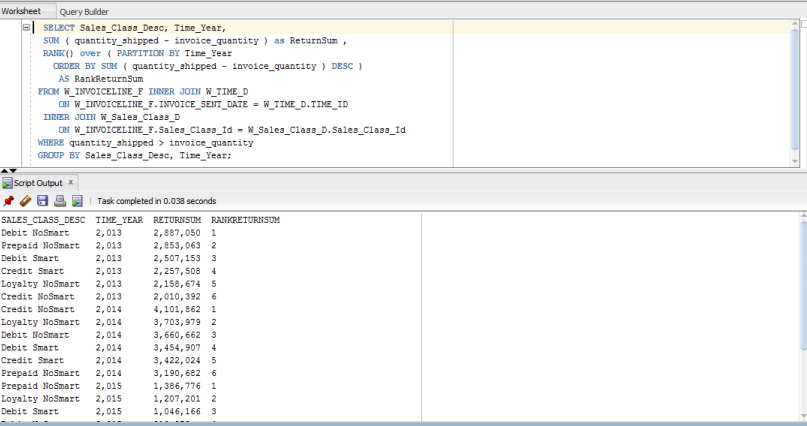 Worksheet Query Builder
SELECT Sales_Class_Desc, Time_Year,
SUM ( quantity_shipped - invoice_quantity ) as ReturnSum ,
RANK() over ( PARTITION BY Time_Year
ORDER BY SUM ( quantity_shipped - invoice_quantity ) DESC )
AS RankReturnSum
FROM W_INVOICELINE_F INNER JOIN W_TIME_D
ON W_INVOICELINE_F.INVOICE_SENT_DATE = W_TIME_D.TIME_ID
INNER JOIN W_Sales_Class_D
ON W_INVOICELINE_F.Sales_Class_Id = W_Sales_Class_D.Sales_Class_Id
WHERE quantity_shipped > invoice_quantity
GROUP BY Sales_Class_Desc, Time_Year;
Script Output x
Task completed in 0.038 seconds
SALES_CLASS_DESC TIME_YEAR RETURNSUM RANKRETURNSUM
Debit NoSmart 2,013 2,887,050 1
Prepaid NoSmart 2,013 2,853,063 2
Debit Smart 2,013 2,507,153 3
Credit Smart 2,013 2,257,508 4
Loyalty NoSmart 2,013 2,158,674 5
Credit NoSmart 2,013 2,010,392 6
Credit NoSmart 2,014 4,101,862 1
Loyalty NoSmart 2,014 3,703,979 2
Debit NoSmart 2,014 3,660,662 3
Debit Smart 2,014 3,454,907 4
Credit Smart 2,014 3,422,024 5
Prepaid NoSmart 2,014 3,190,682 6
Prepaid NoSmart 2,015 1,386,776 1
Loyalty NoSmart 2,015 1,207,201 2
Debit Smart 2,015 1,046,166 3